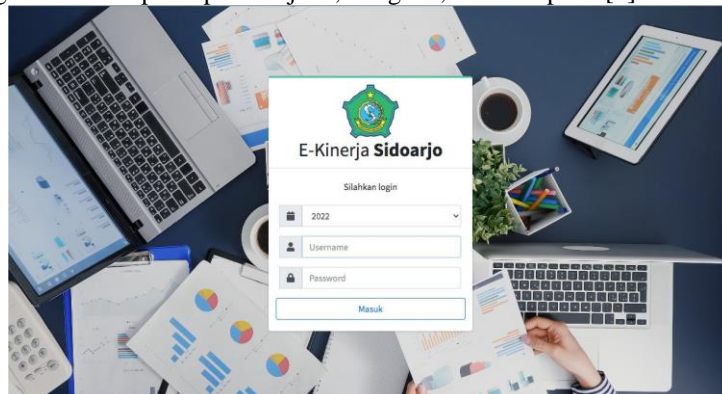 E-Kinerja Sidoarjo
Silahkan login
2022
Username
Password
Masuk